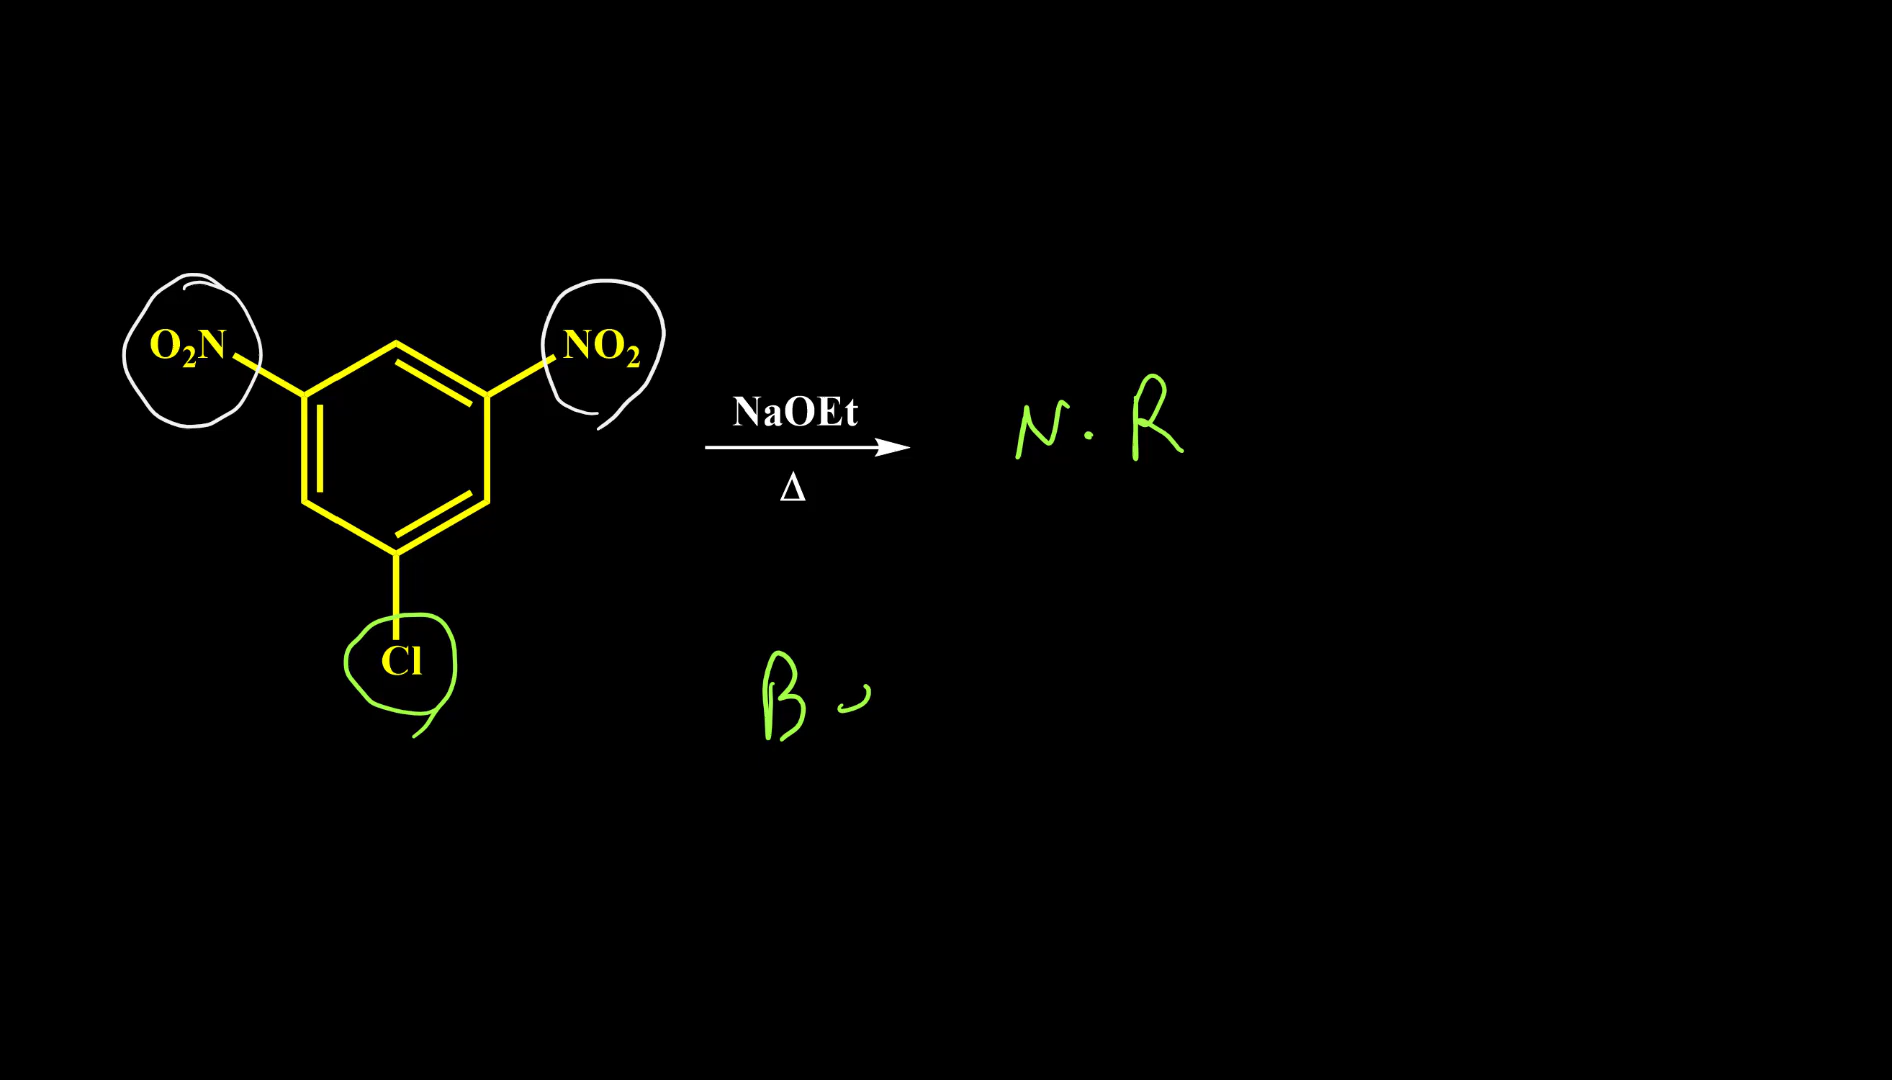 O₂N NO₂
NaOEt
Δ
N. R
Cl
B